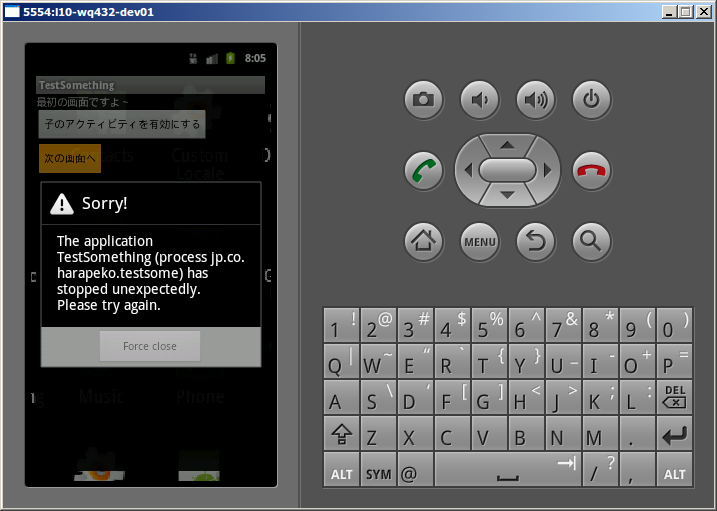 5554:l10-wq432-dev01
8:05
TestSomething
最初の画面ですよ～
子のアクティビティを有効にする
次の画面へ
Contacts
Custom Locale
Sorry!
The application
TestSomething (process jp.co.
harapeko.testsome) has
stopped unexpectedly.
Please try again.
Force close
Music
Phone
MENU
1 ! 2 @ 3 # 4 $ 5 % 6 ^ 7 & 8 * 9 ( 0 )
Q | W ~ E “ R ` T { Y } U _ I - O + P =
A S \ D ‘ F [ G ] H < J > K ; L : DEL
Z X C V B N M .
ALT SYM @ / ? , ALT